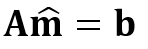 𝐀𝐦̂ = 𝐛